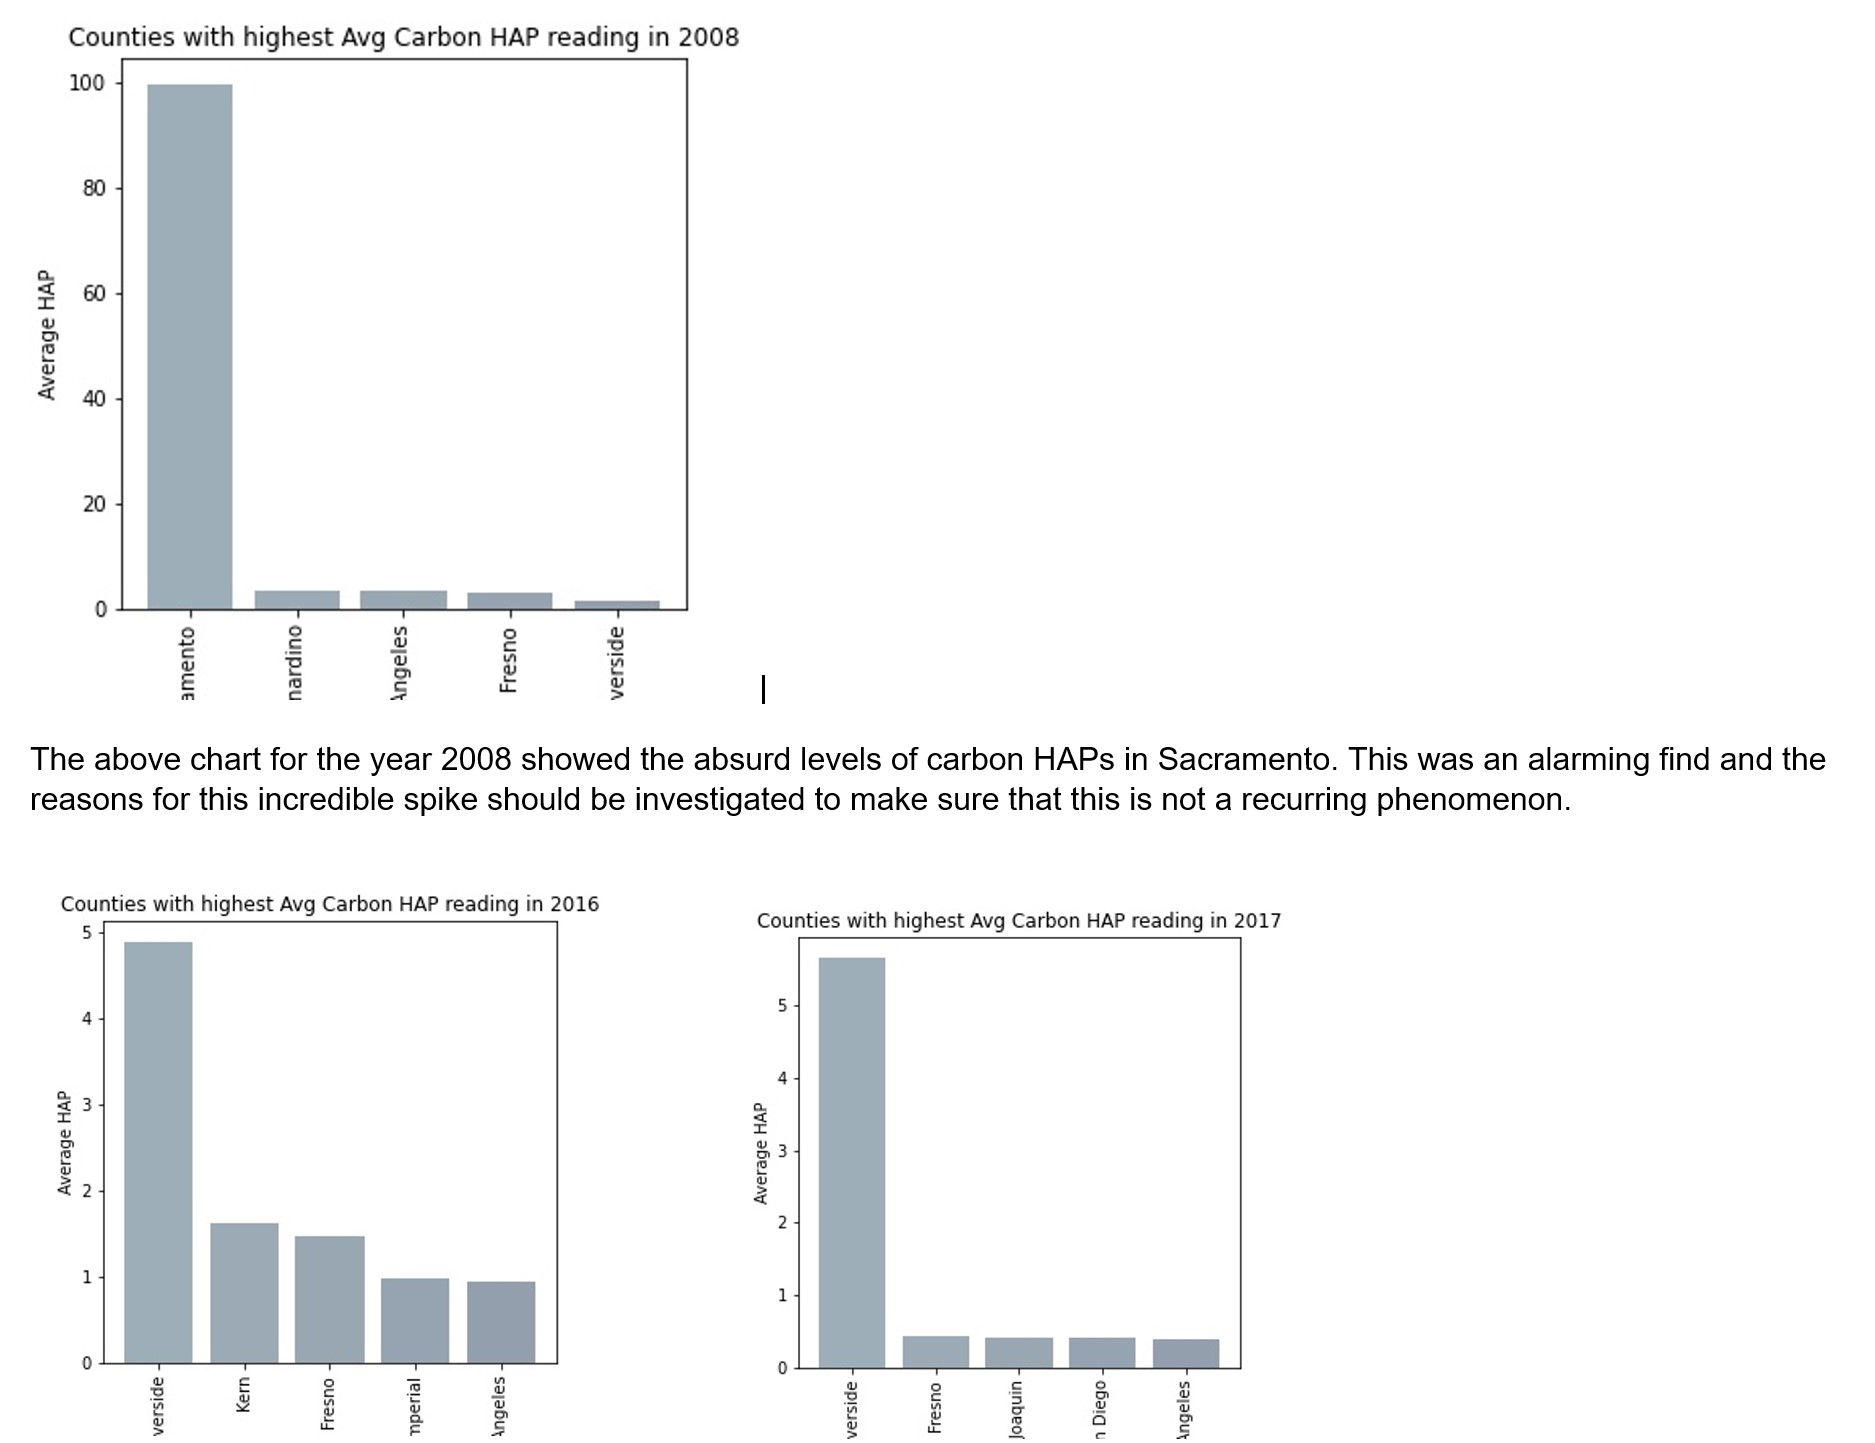 Counties with highest Avg Carbon HAP reading in 2008
100
80
60
40
20
0
Average HAP
amento
nardino
Angeles
Fresno
verside
The above chart for the year 2008 showed the absurd levels of carbon HAPs in Sacramento. This was an alarming find and the
reasons for this incredible spike should be investigated to make sure that this is not a recurring phenomenon.
Counties with highest Avg Carbon HAP reading in 2016
5
4
3
2
1
0
Average HAP
verside
Kern
Fresno
mperial
Angeles
Counties with highest Avg Carbon HAP reading in 2017
5
4
3
2
1
0
Average HAP
verside
Fresno
Joaquin
n Diego
Angeles